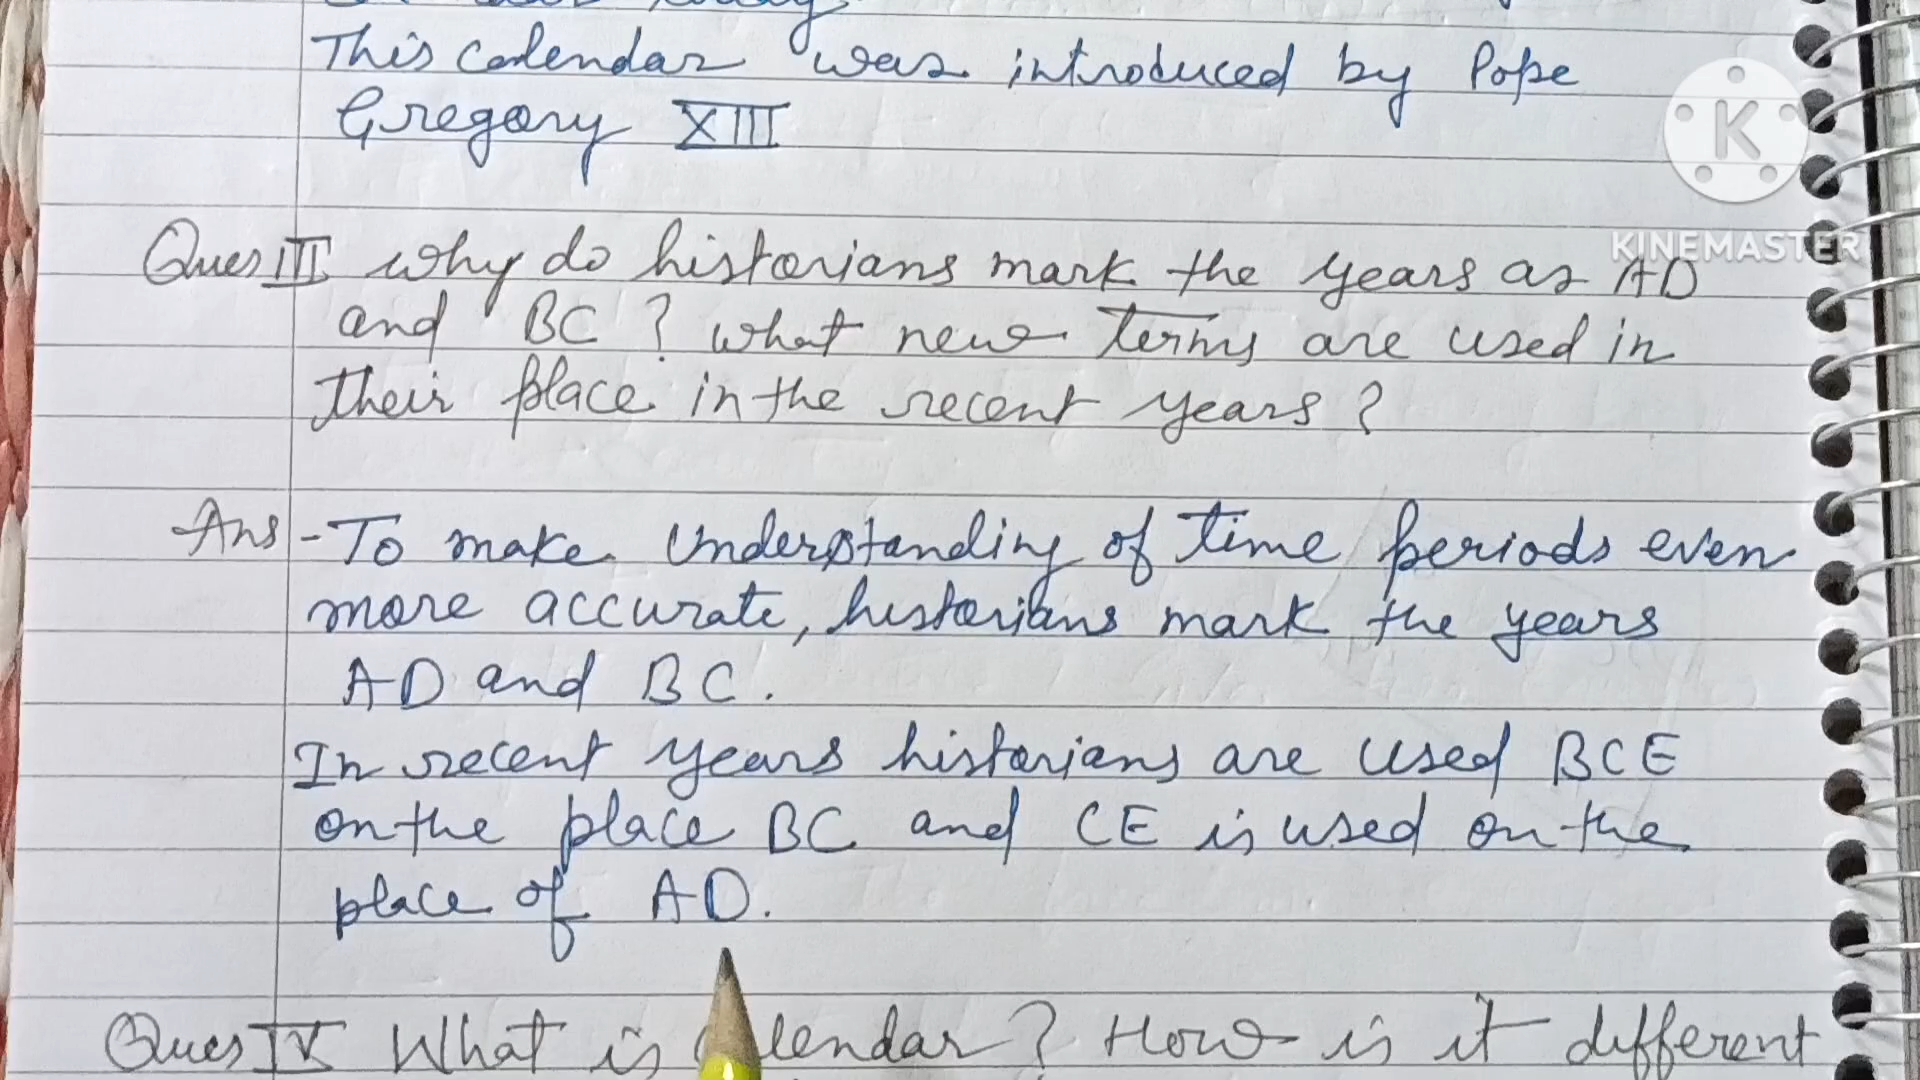 This calendar was introduced by Pope
Gregory XIII
Ques III why do historians mark the years as AD
and BC? what new terms are used in
their place in the recent years?
Ans - To make understanding of time periods even
more accurate, historians mark the years
AD and BC.
In recent years historians are used BCE
on the place BC and CE is used on the
place of AD.
Ques IV What is calendar? How is it different
K
KINEMASTER